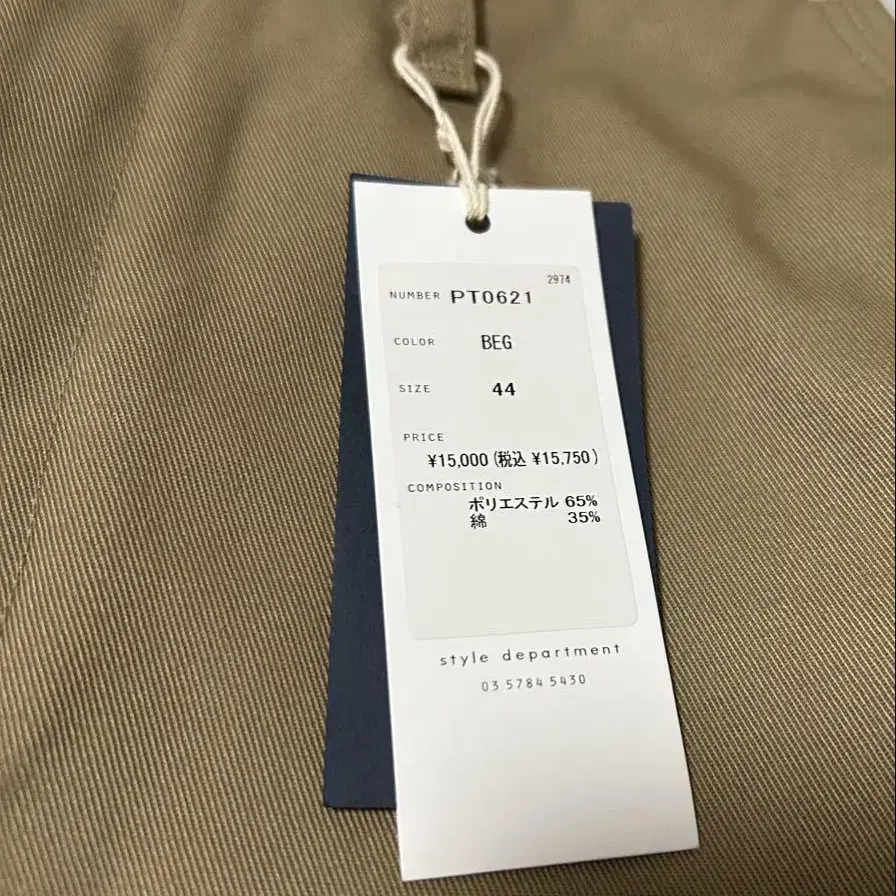 2974
NUMBER PT0621
COLOR BEG
SIZE 44
PRICE
¥15,000 (税込 ¥15,750)
COMPOSITION
ポリエステル 65%
綿 35%
style department
03 5784 5430